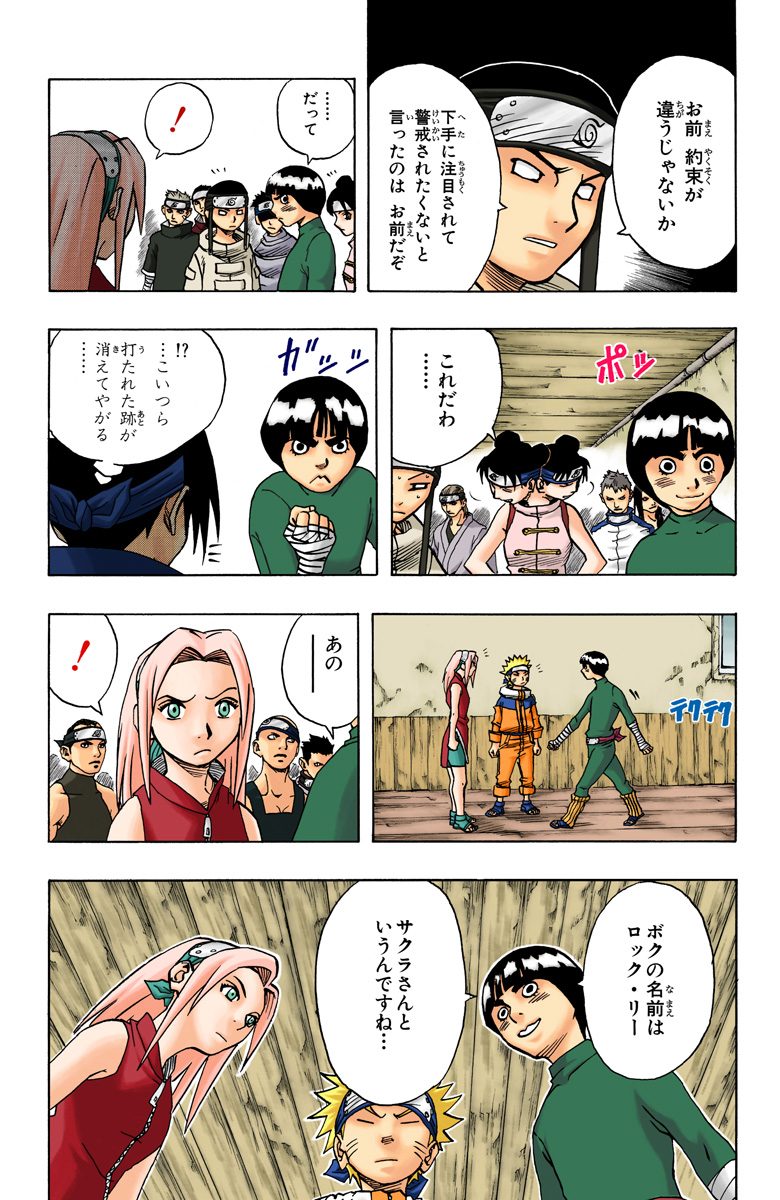 お前 約束が
違うじゃないか
下手に注目されて
警戒されたくないと
言ったのは お前だぞ
……
だって
!
ポッ
これだわ
……
ガッ
!?
…こいつら
打たれた跡が
消えてやがる
……
テクテク
あの
――
!
ボクの名前は
ロック・リー
サクラさんと
いうんですね…